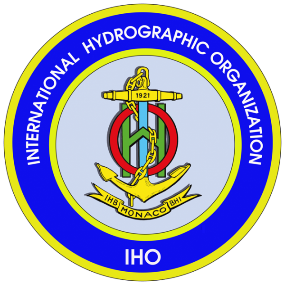 INTERNATIONAL HYDROGRAPHIC ORGANIZATION
1921
IHB MONACO BHI
IHO